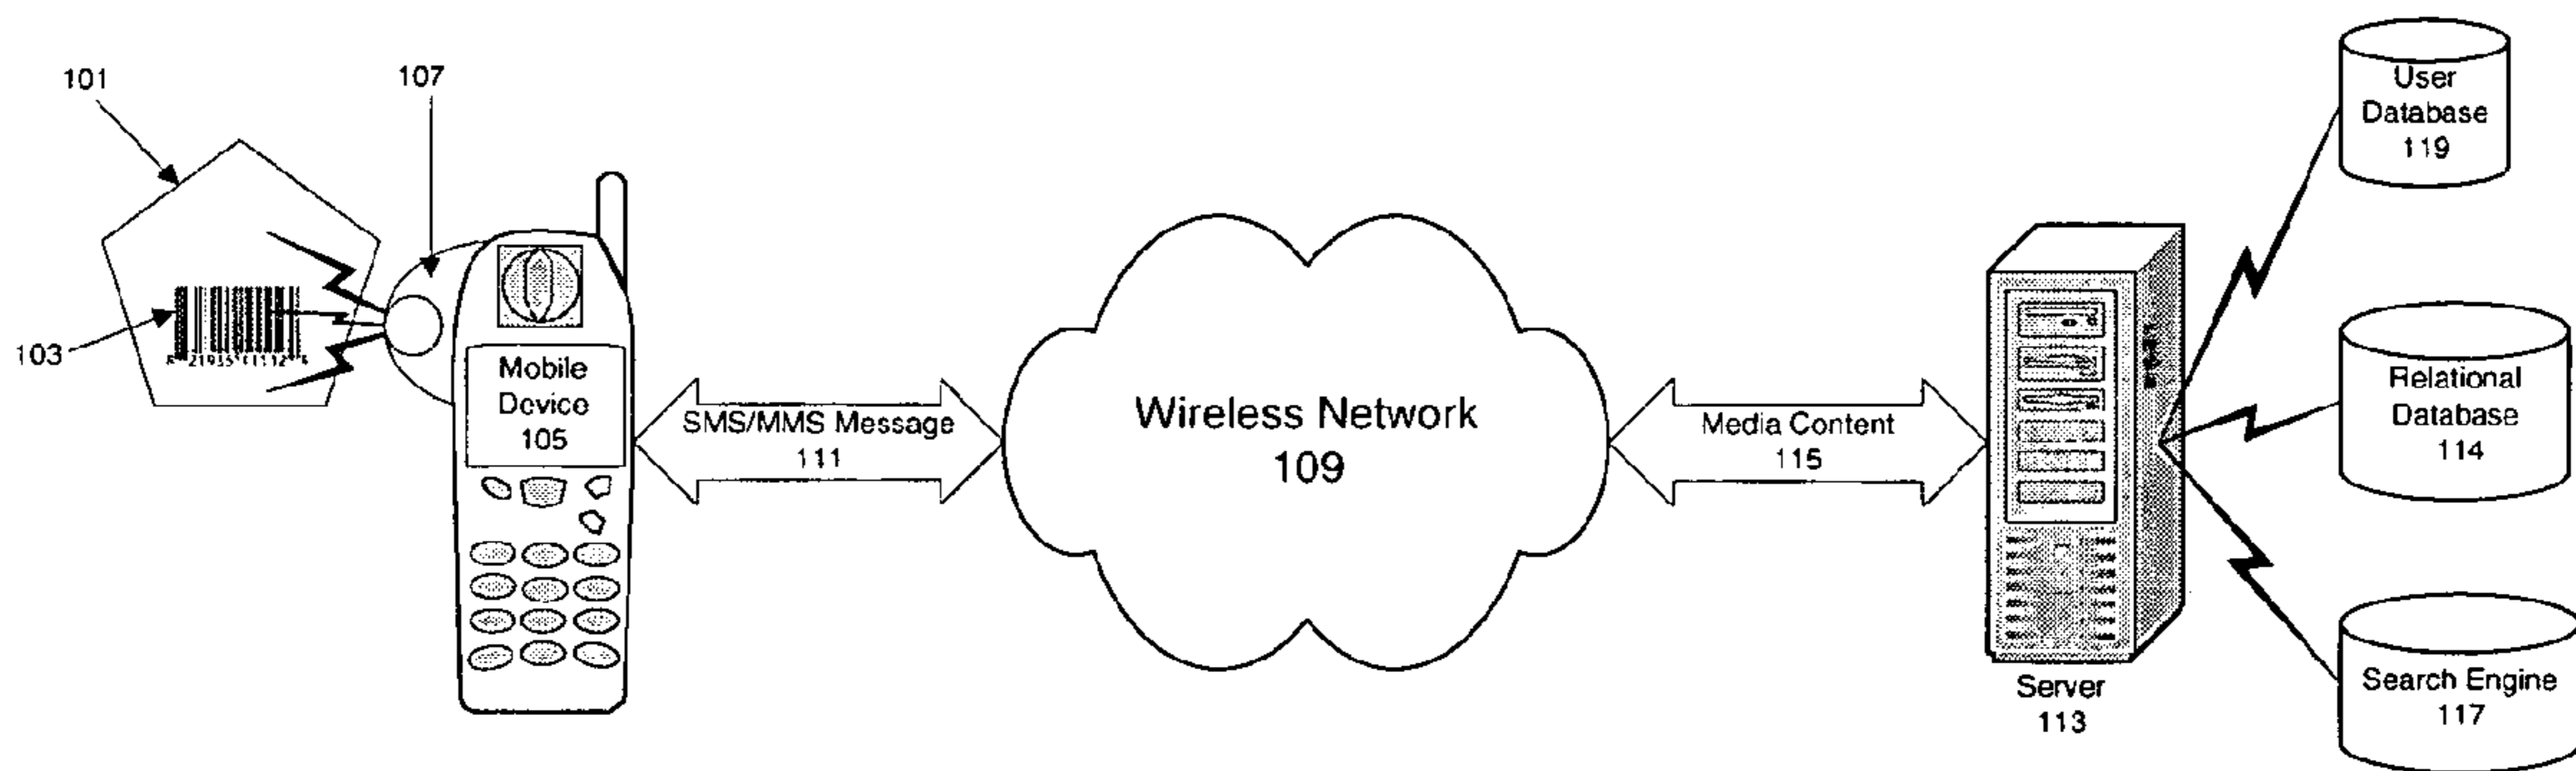 101
107
103
Mobile
Device
105
SMS/MMS Message
111
Wireless Network
109
Media Content
115
Server
113
User
Database
119
Relational
Database
114
Search Engine
117